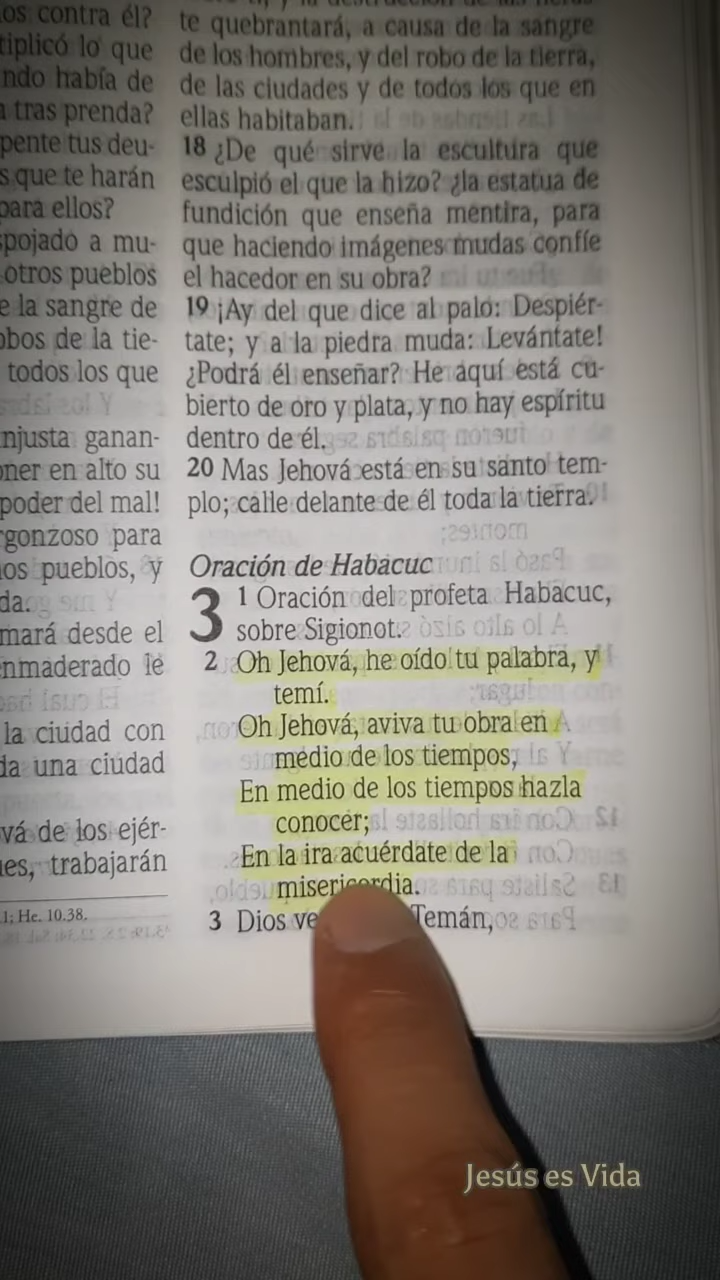 os contra él?
tiplicó lo que
ndo había de
tras prenda?
pente tus deu-
s que te harán
para ellos?
spojado a mu-
otros pueblos
e la sangre de
obos de la tie-
todos los que
njusta ganan-
oner en alto su
poder del mal!
rgonzoso para
os pueblos, y
da.
mará desde el
nmaderado le
la ciudad con
da una ciudad
vá de los ejér-
es, trabajarán
1; He. 10.38.
te quebrantará, a causa de la sangre
de los hombres, y del robo de la tierra,
de las ciudades y de todos los que en
ellas habitaban.
18 ¿De qué sirve la escultura que
esculpió el que la hizo? ¿la estatua de
fundición que enseña mentira, para
que haciendo imágenes mudas confíe
el hacedor en su obra?
19 ¡Ay del que dice al palo: Despiér-
tate; y a la piedra muda: Levántate!
¿Podrá él enseñar? He aquí está cu-
bierto de oro y plata, y no hay espíritu
dentro de él.
20 Mas Jehová está en su santo tem-
plo; calle delante de él toda la tierra.
Oración de Habacuc
3 1 Oración del profeta Habacuc,
sobre Sigionot.
2 Oh Jehová, he oído tu palabra, y
temí.
Oh Jehová, aviva tu obra en
medio de los tiempos,
En medio de los tiempos hazla
conocer;
En la ira acuérdate de la
misericordia.
3 Dios ve Temán,
Jesús es Vida